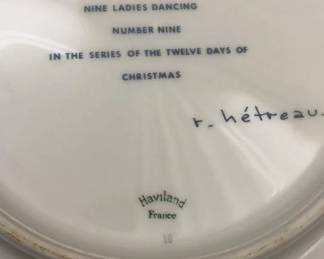 NINE LADIES DANCING
NUMBER NINE
IN THE SERIES OF THE TWELVE DAYS OF
CHRISTMAS
r. hétreau.
Haviland
France